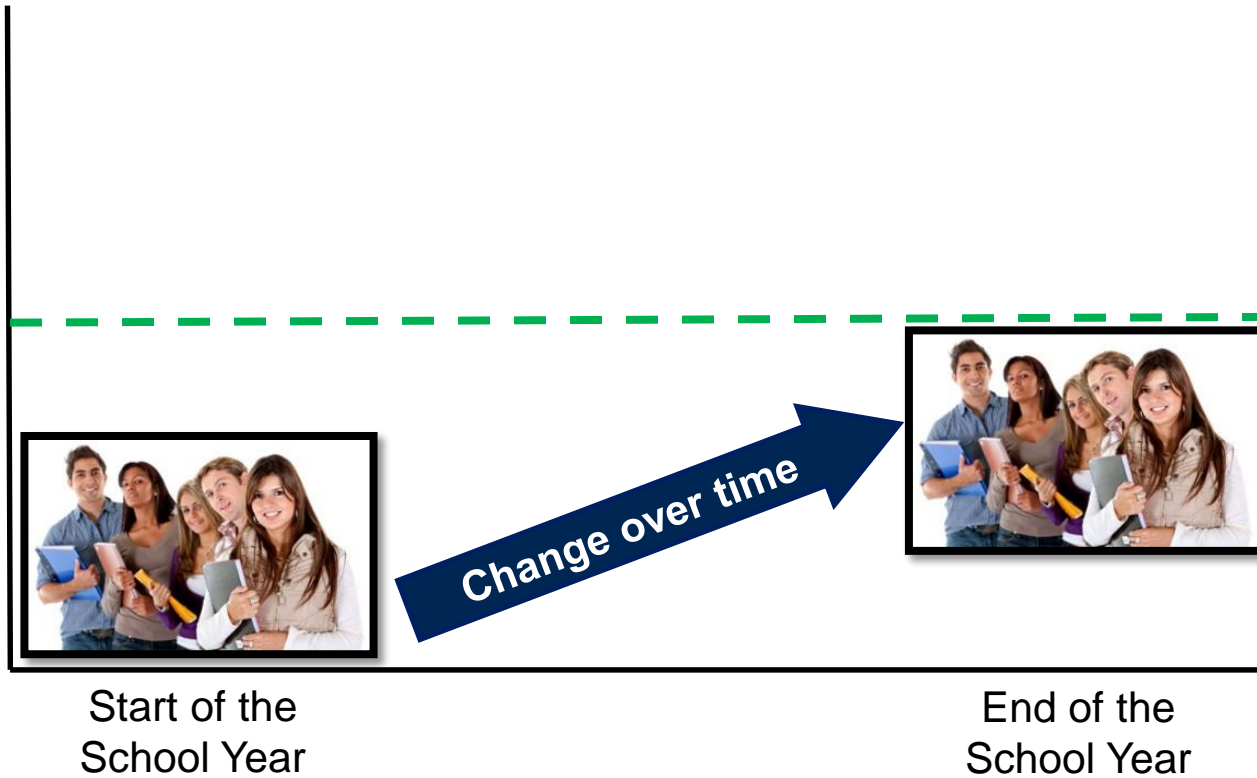 Change over time
Start of the
School Year
End of the
School Year